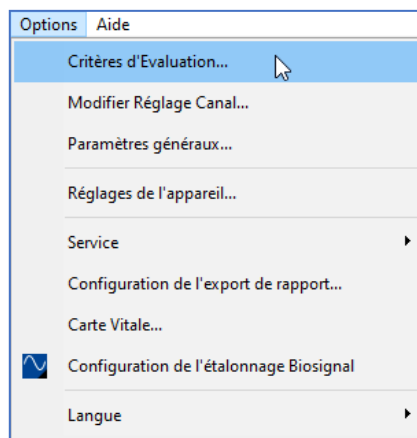 Options Aide
Critères d'Evaluation...
Modifier Réglage Canal...
Paramètres généraux...
Réglages de l'appareil...
Service
Configuration de l'export de rapport...
Carte Vitale...
Configuration de l'étalonnage Biosignal
Langue